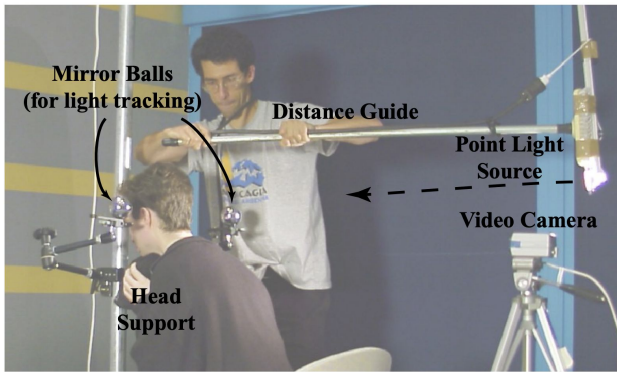 Mirror Balls
(for light tracking)
Distance Guide
Point Light
Source
Video Camera
Head
Support